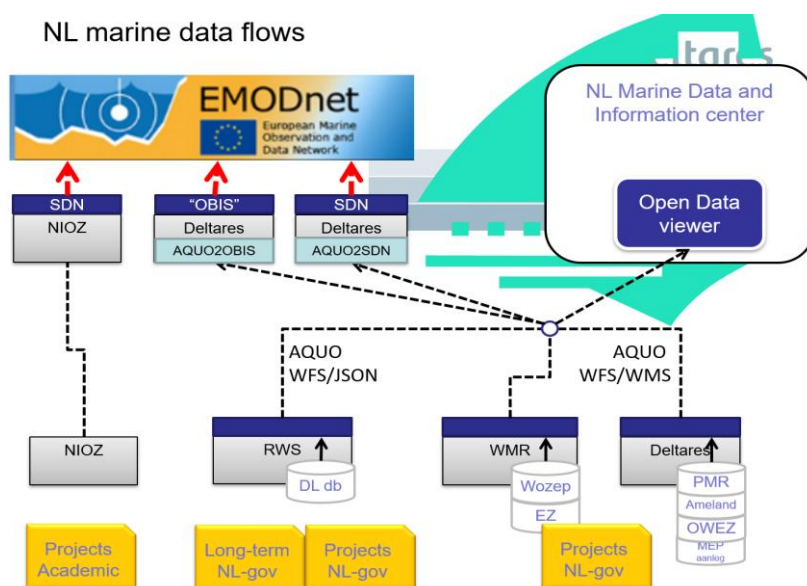 NL marine data flows
EMODnet
European Marine
Observation and
Data Network
tares
NL Marine Data and
Information center
Open Data
viewer
SDN
NIOZ
"OBIS"
Deltares
AQUO2OBIS
SDN
Deltares
AQUO2SDN
AQUO
WFS/JSON
AQUO
WFS/WMS
NIOZ
RWS
DL db
WMR
Wozep
EZ
Deltares
PMR
Ameland
OWEZ
MEP
aanleg
Projects
Academic
Long-term
NL-gov
Projects
NL-gov
Projects
NL-gov